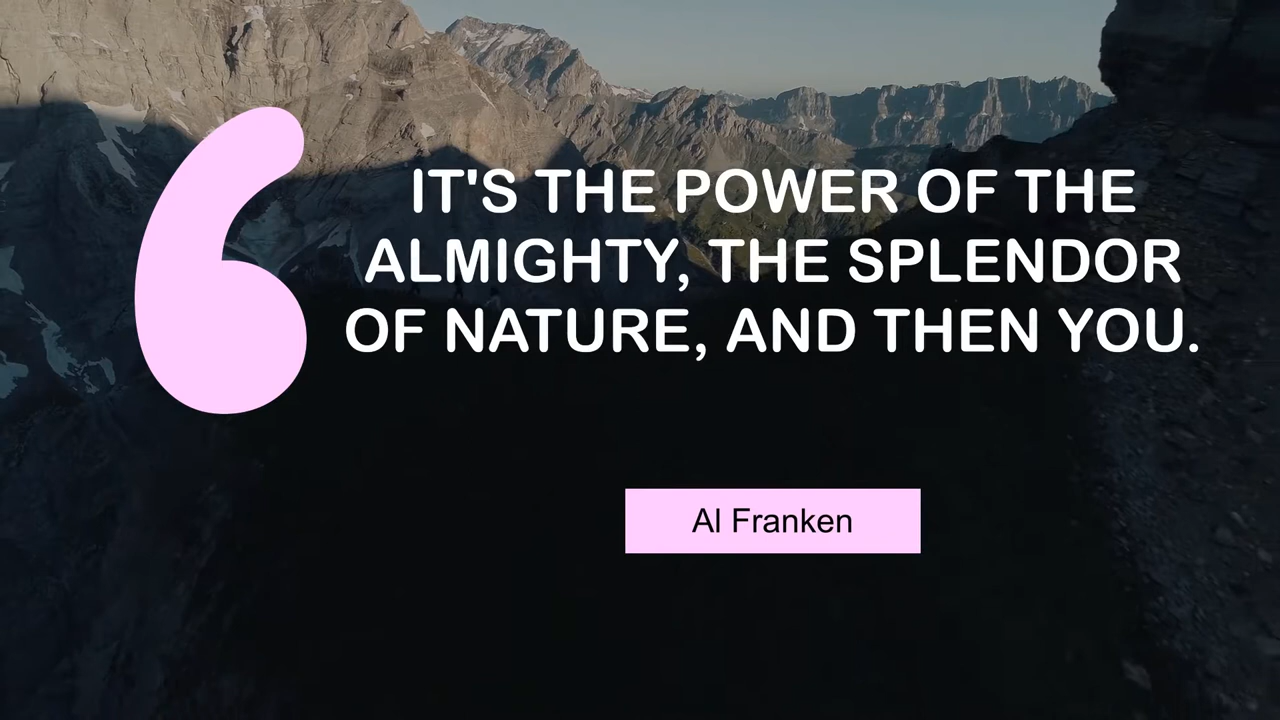 IT'S THE POWER OF THE
ALMIGHTY, THE SPLENDOR
OF NATURE, AND THEN YOU.
Al Franken